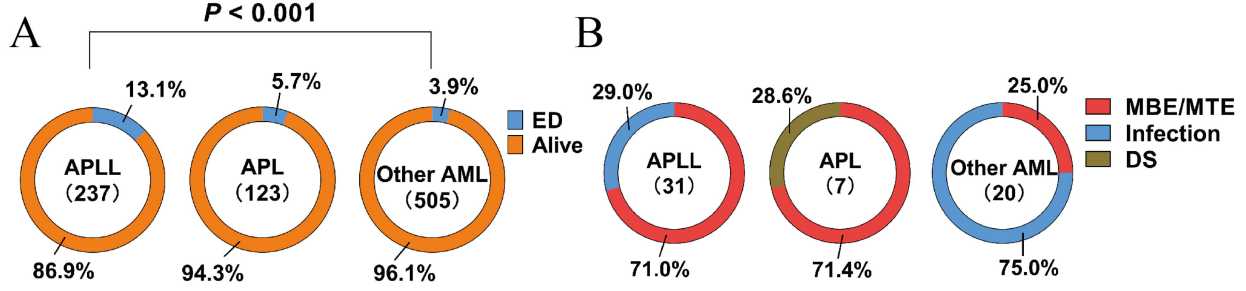 A
P < 0.001
13.1%
APLL
(237)
86.9%
5.7%
APL
(123)
94.3%
3.9%
Other AML
(505)
96.1%
ED
Alive
B
29.0%
APLL
(31)
71.0%
28.6%
APL
(7)
71.4%
25.0%
Other AML
(20)
75.0%
MBE/MTE
Infection
DS